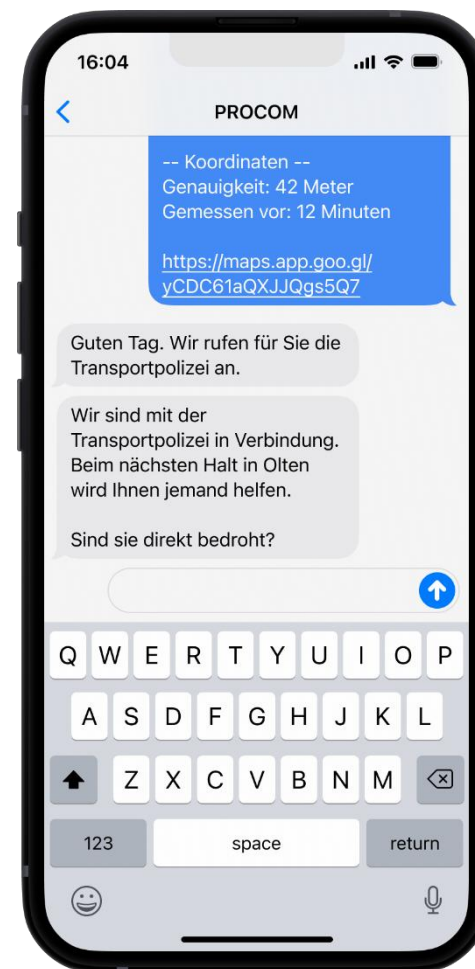 16:04
PROCOM
-- Koordinaten --
Genauigkeit: 42 Meter
Gemessen vor: 12 Minuten
https://maps.app.goo.gl/
yCDC61aQXJJQgs5Q7
Guten Tag. Wir rufen für Sie die
Transportpolizei an.
Wir sind mit der
Transportpolizei in Verbindung.
Beim nächsten Halt in Olten
wird Ihnen jemand helfen.
Sind sie direkt bedroht?
Q W E R T Y U I O P
A S D F G H J K L
Z X C V B N M
123 space return